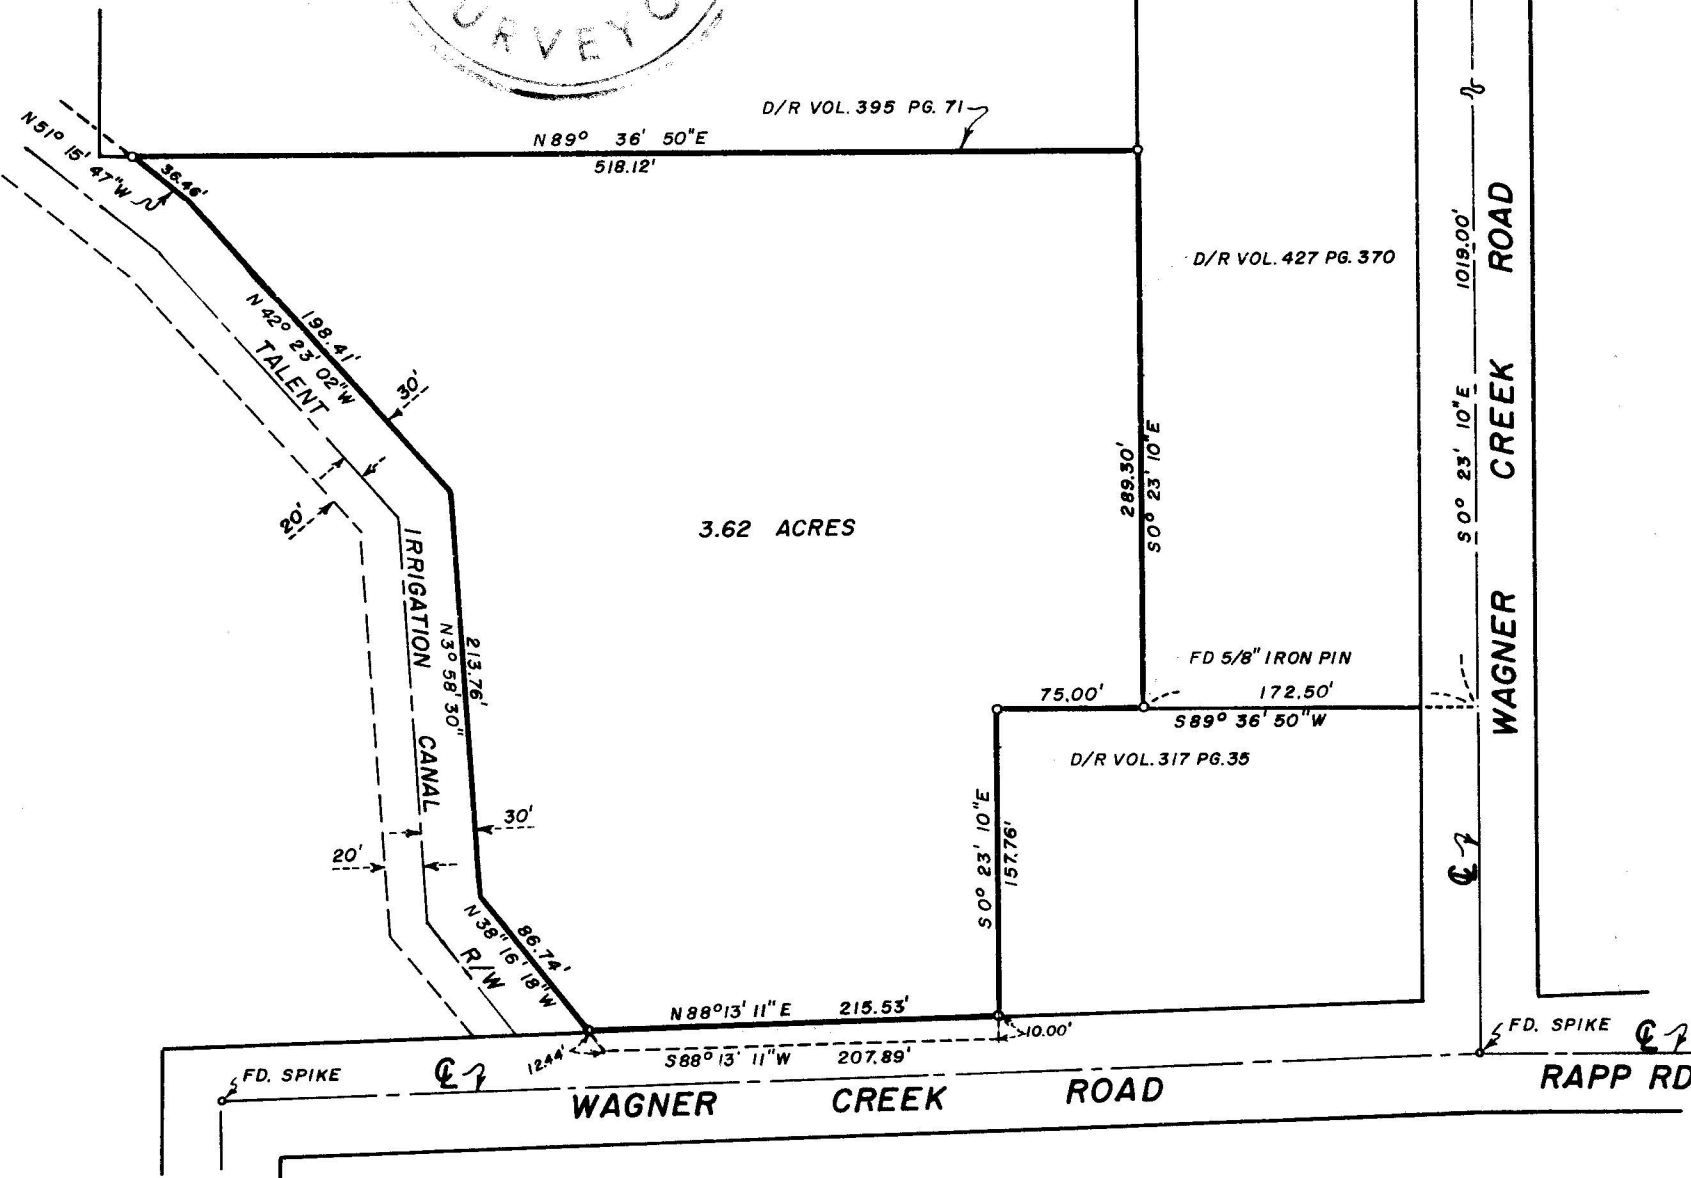 SURVEYO
D/R VOL. 395 PG. 71
N 89° 36' 50" E
518.12'
N 51° 15' 47" W
36.46'
198.41'
N 42° 23' 02" W
TALENT
30'
20'
D/R VOL. 427 PG. 370
1019.00'
S 0° 23' 10" E
WAGNER CREEK ROAD
289.30'
S 0° 23' 10" E
3.62 ACRES
IRRIGATION CANAL
213.76'
N 3° 58' 30"
FD 5/8" IRON PIN
75.00'
172.50'
S 89° 36' 50" W
D/R VOL. 317 PG. 35
S 0° 23' 10" E
157.76'
30'
20'
86.74'
N 38" 16' 18" W
R/W
N 88° 13' 11" E 215.53'
10.00'
12.44'
S 88° 13' 11" W 207.89'
℄
℄
FD. SPIKE
FD. SPIKE
℄
WAGNER CREEK ROAD
RAPP RD